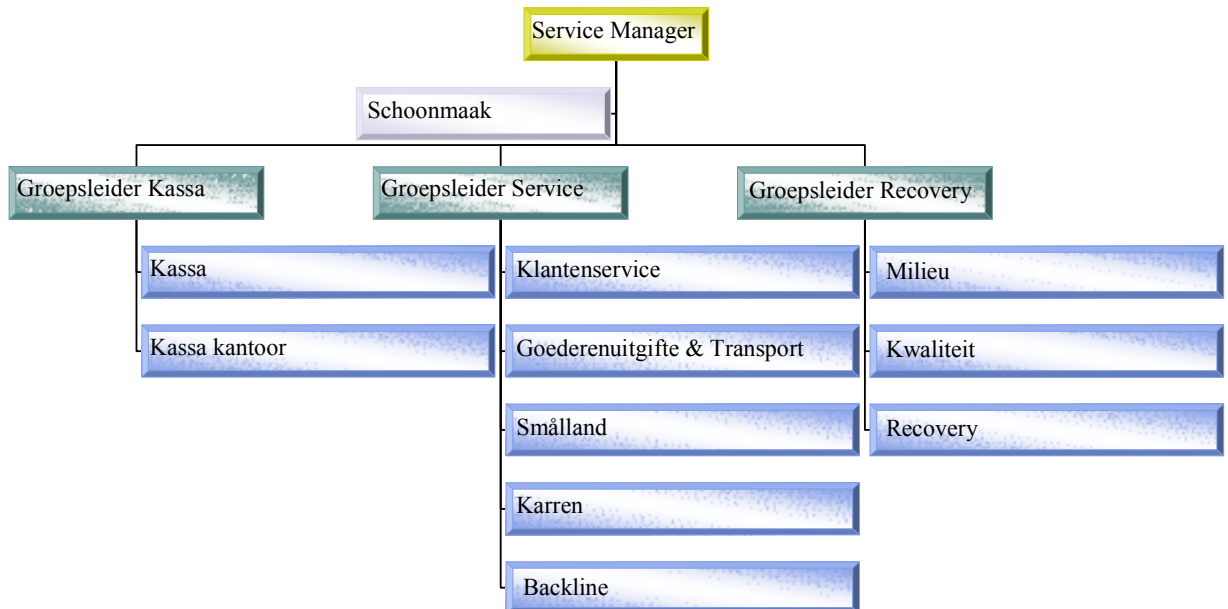 Service Manager
Schoonmaak
Groepsleider Kassa
Groepsleider Service
Groepsleider Recovery
Kassa
Klantenservice
Milieu
Kassa kantoor
Goederenuitgifte & Transport
Kwaliteit
Smålland
Recovery
Karren
Backline